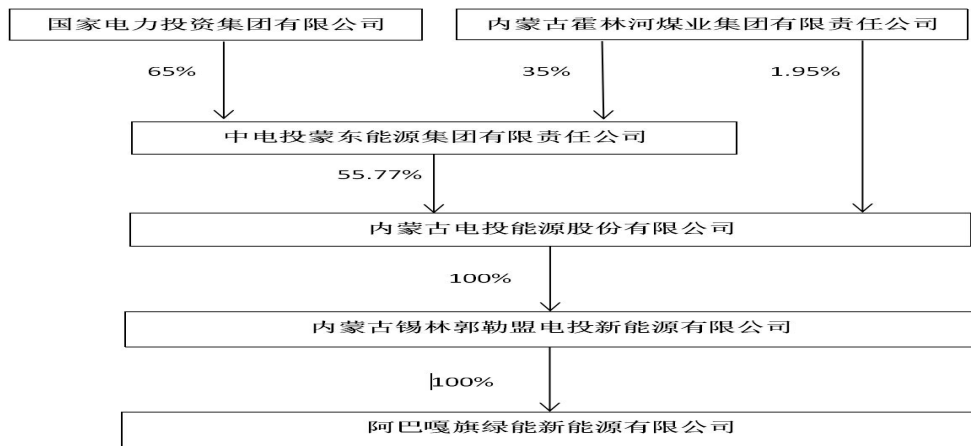 国家电力投资集团有限公司
内蒙古霍林河煤业集团有限责任公司
65%
35%
1.95%
中电投蒙东能源集团有限责任公司
55.77%
内蒙古电投能源股份有限公司
100%
内蒙古锡林郭勒盟电投新能源有限公司
100%
阿巴嘎旗绿能新能源有限公司